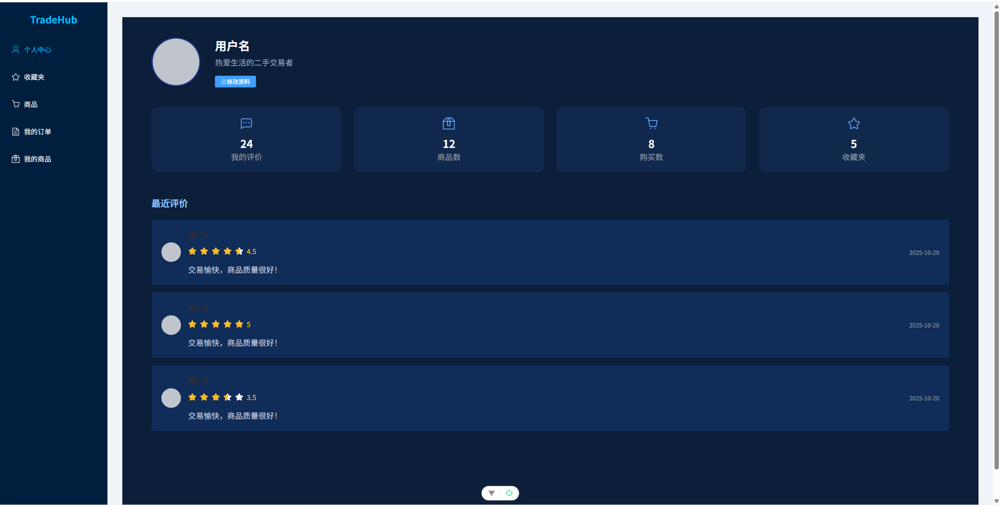 TradeHub
个人中心
收藏夹
商品
我的订单
我的商品
用户名
热爱生活的二手交易者
修改资料
24
我的评价
12
商品数
8
购买数
5
收藏夹
最近评价
用户1
4.5
交易愉快，商品质量很好！
2025-10-20
用户2
5
交易愉快，商品质量很好！
2025-10-20
用户3
3.5
交易愉快，商品质量很好！
2025-10-20